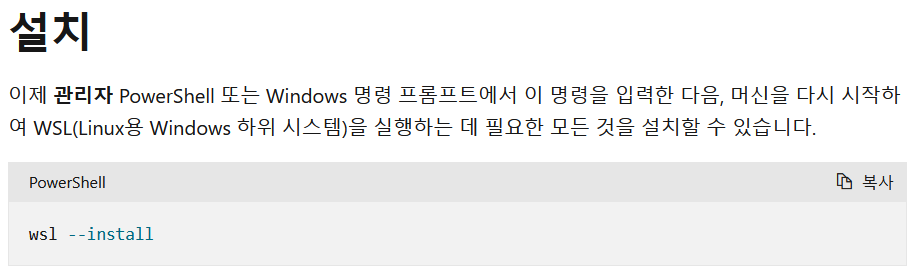 설치
이제 관리자 PowerShell 또는 Windows 명령 프롬프트에서 이 명령을 입력한 다음, 머신을 다시 시작하
여 WSL(Linux용 Windows 하위 시스템)을 실행하는 데 필요한 모든 것을 설치할 수 있습니다.
PowerShell 복사
wsl --install